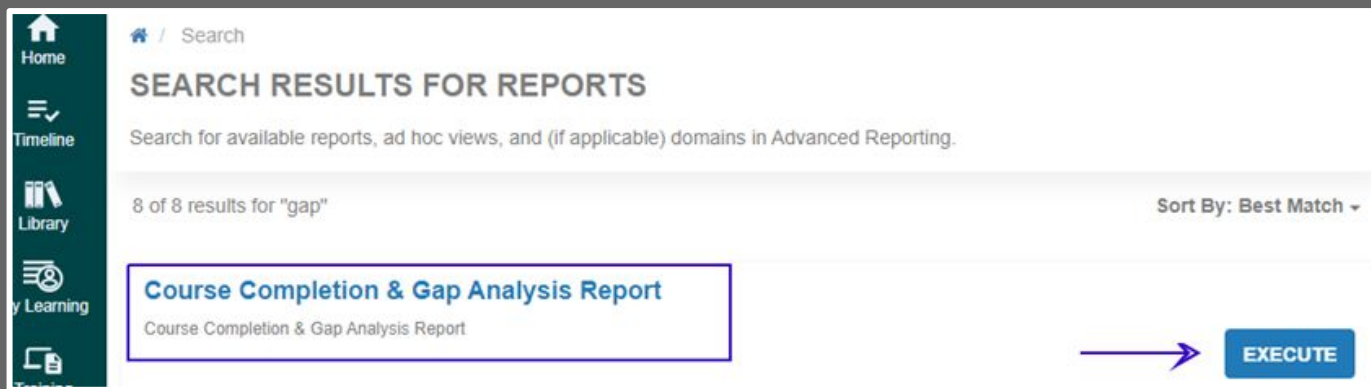 Home
Timeline
Library
y Learning
/ Search
SEARCH RESULTS FOR REPORTS
Search for available reports, ad hoc views, and (if applicable) domains in Advanced Reporting.
8 of 8 results for "gap"
Sort By: Best Match
Course Completion & Gap Analysis Report
Course Completion & Gap Analysis Report
EXECUTE